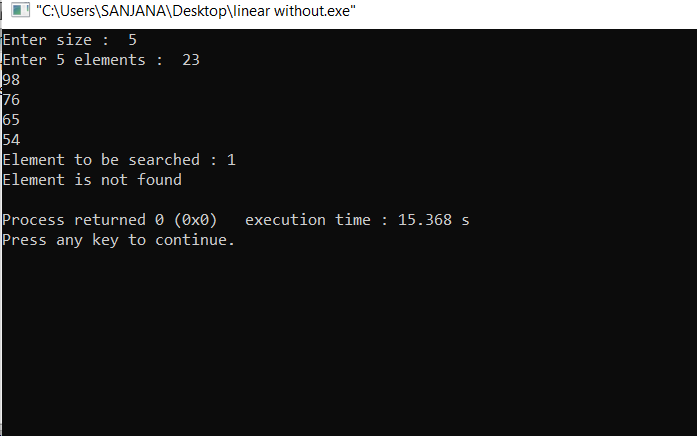 "C:\Users\SANJANA\Desktop\linear without.exe"
Enter size :  5
Enter 5 elements :  23
98
76
65
54
Element to be searched : 1
Element is not found
Process returned 0 (0x0)   execution time : 15.368 s
Press any key to continue.